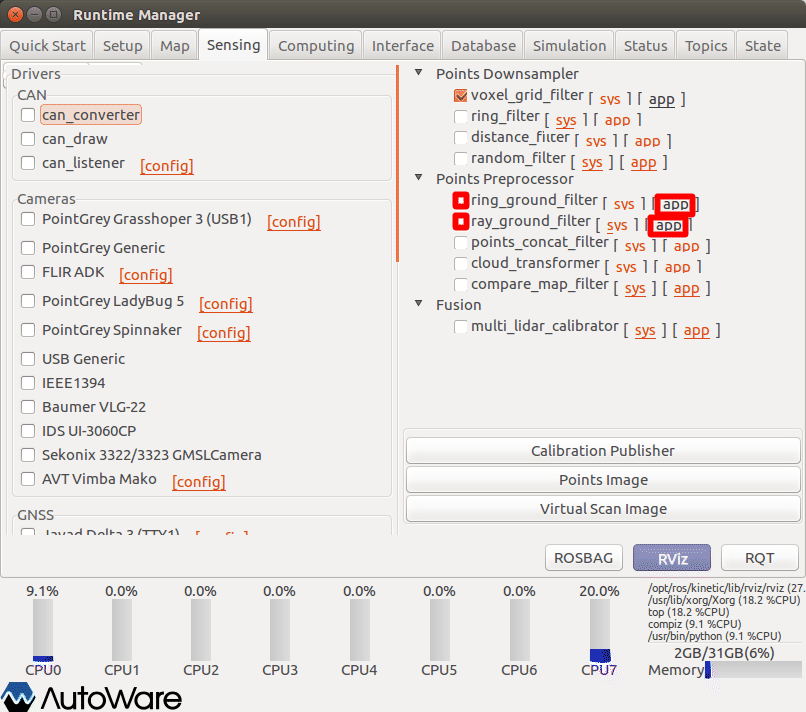 Runtime Manager
Quick Start Setup Map Sensing Computing Interface Database Simulation Status Topics State
Drivers
CAN
can_converter
can_draw
can_listener [config]
Cameras
PointGrey Grasshoper 3 (USB1) [config]
PointGrey Generic
FLIR ADK [config]
PointGrey LadyBug 5 [config]
PointGrey Spinnaker [config]
USB Generic
IEEE1394
Baumer VLG-22
IDS UI-3060CP
Sekonix 3322/3323 GMSLCamera
AVT Vimba Mako [config]
GNSS
Javad Delta 3 (TTY1) [config]
Points Downsampler
voxel_grid_filter [ sys ] [ app ]
ring_filter [ sys ] [ app ]
distance_filter [ sys ] [ app ]
random_filter [ sys ] [ app ]
Points Preprocessor
ring_ground_filter [ sys ] [ app ]
ray_ground_filter [ sys ] [ app ]
points_concat_filter [ sys ] [ app ]
cloud_transformer [ sys ] [ app ]
compare_map_filter [ sys ] [ app ]
Fusion
multi_lidar_calibrator [ sys ] [ app ]
Calibration Publisher
Points Image
Virtual Scan Image
ROSBAG RViz RQT
9.1% 0.0% 0.0% 0.0% 0.0% 0.0% 0.0% 20.0%
CPU0 CPU1 CPU2 CPU3 CPU4 CPU5 CPU6 CPU7
/opt/ros/kinetic/lib/rviz/rviz (27.
/usr/lib/xorg/Xorg (18.2 %CPU)
top (18.2 %CPU)
compiz (9.1 %CPU)
/usr/bin/python (9.1 %CPU)
2GB/31GB(6%)
Memory
AutoWare